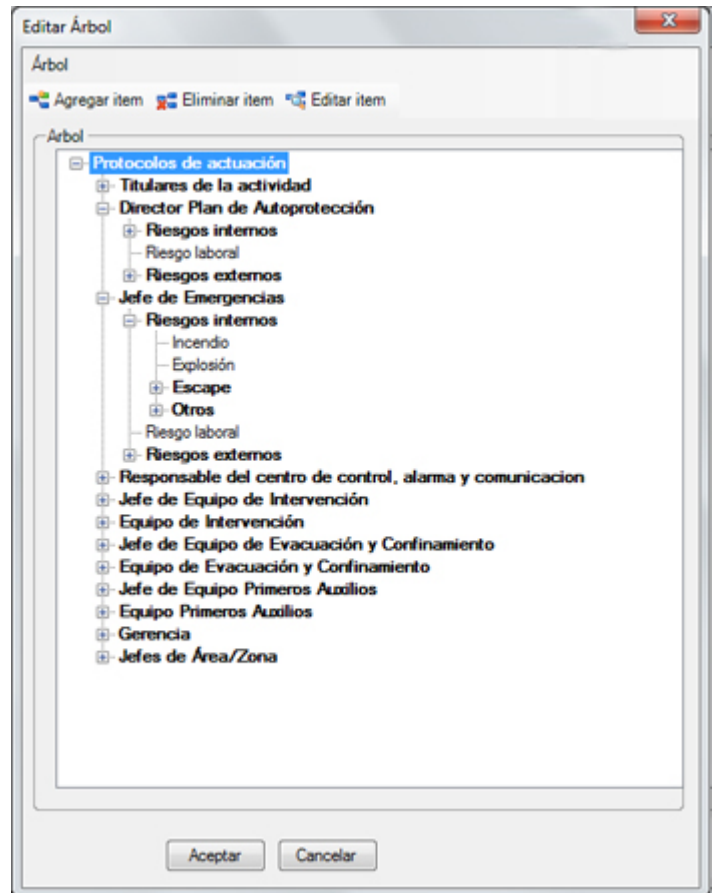 Editar Árbol
Árbol
Agregar item Eliminar item Editar item
Arbol
Protocolos de actuación
Titulares de la actividad
Director Plan de Autoprotección
Riesgos internos
Riesgo laboral
Riesgos externos
Jefe de Emergencias
Riesgos internos
Incendio
Explosión
Escape
Otros
Riesgo laboral
Riesgos externos
Responsable del centro de control, alarma y comunicacion
Jefe de Equipo de Intervención
Equipo de Intervención
Jefe de Equipo de Evacuación y Confinamiento
Equipo de Evacuación y Confinamiento
Jefe de Equipo Primeros Auxilios
Equipo Primeros Auxilios
Gerencia
Jefes de Área/Zona
Aceptar Cancelar